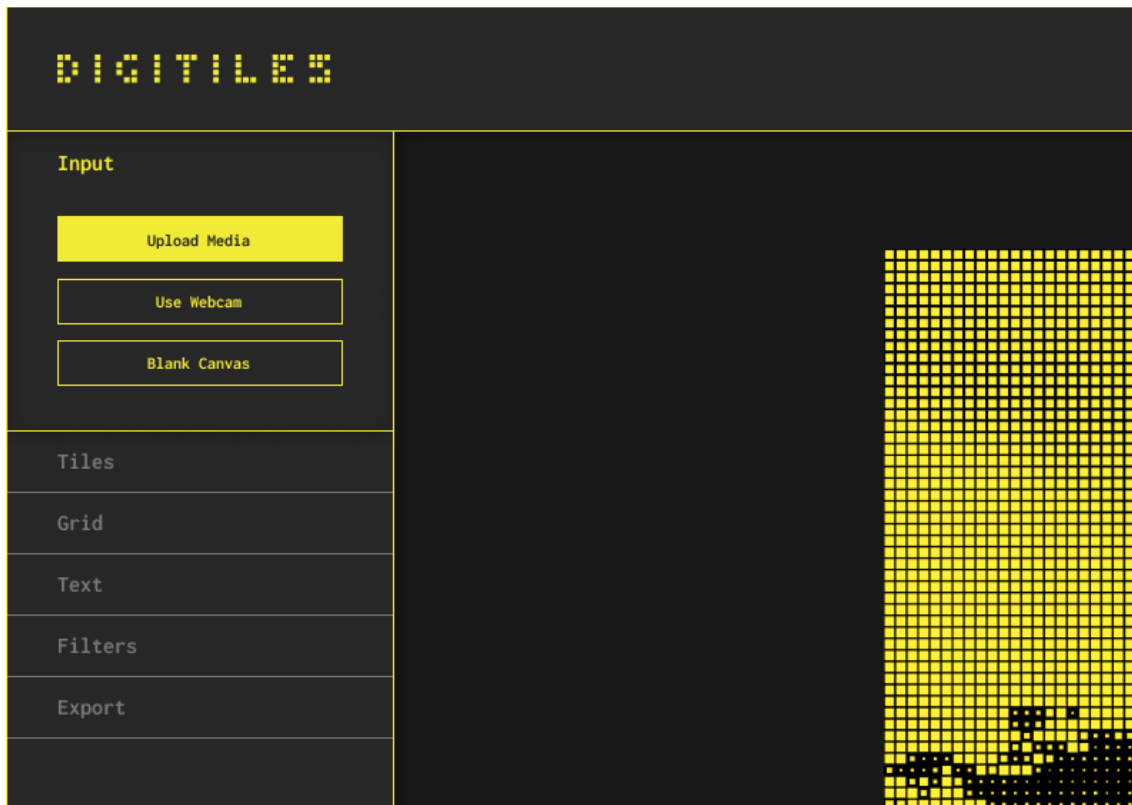 DIGITILES
Input
Upload Media
Use Webcam
Blank Canvas
Tiles
Grid
Text
Filters
Export